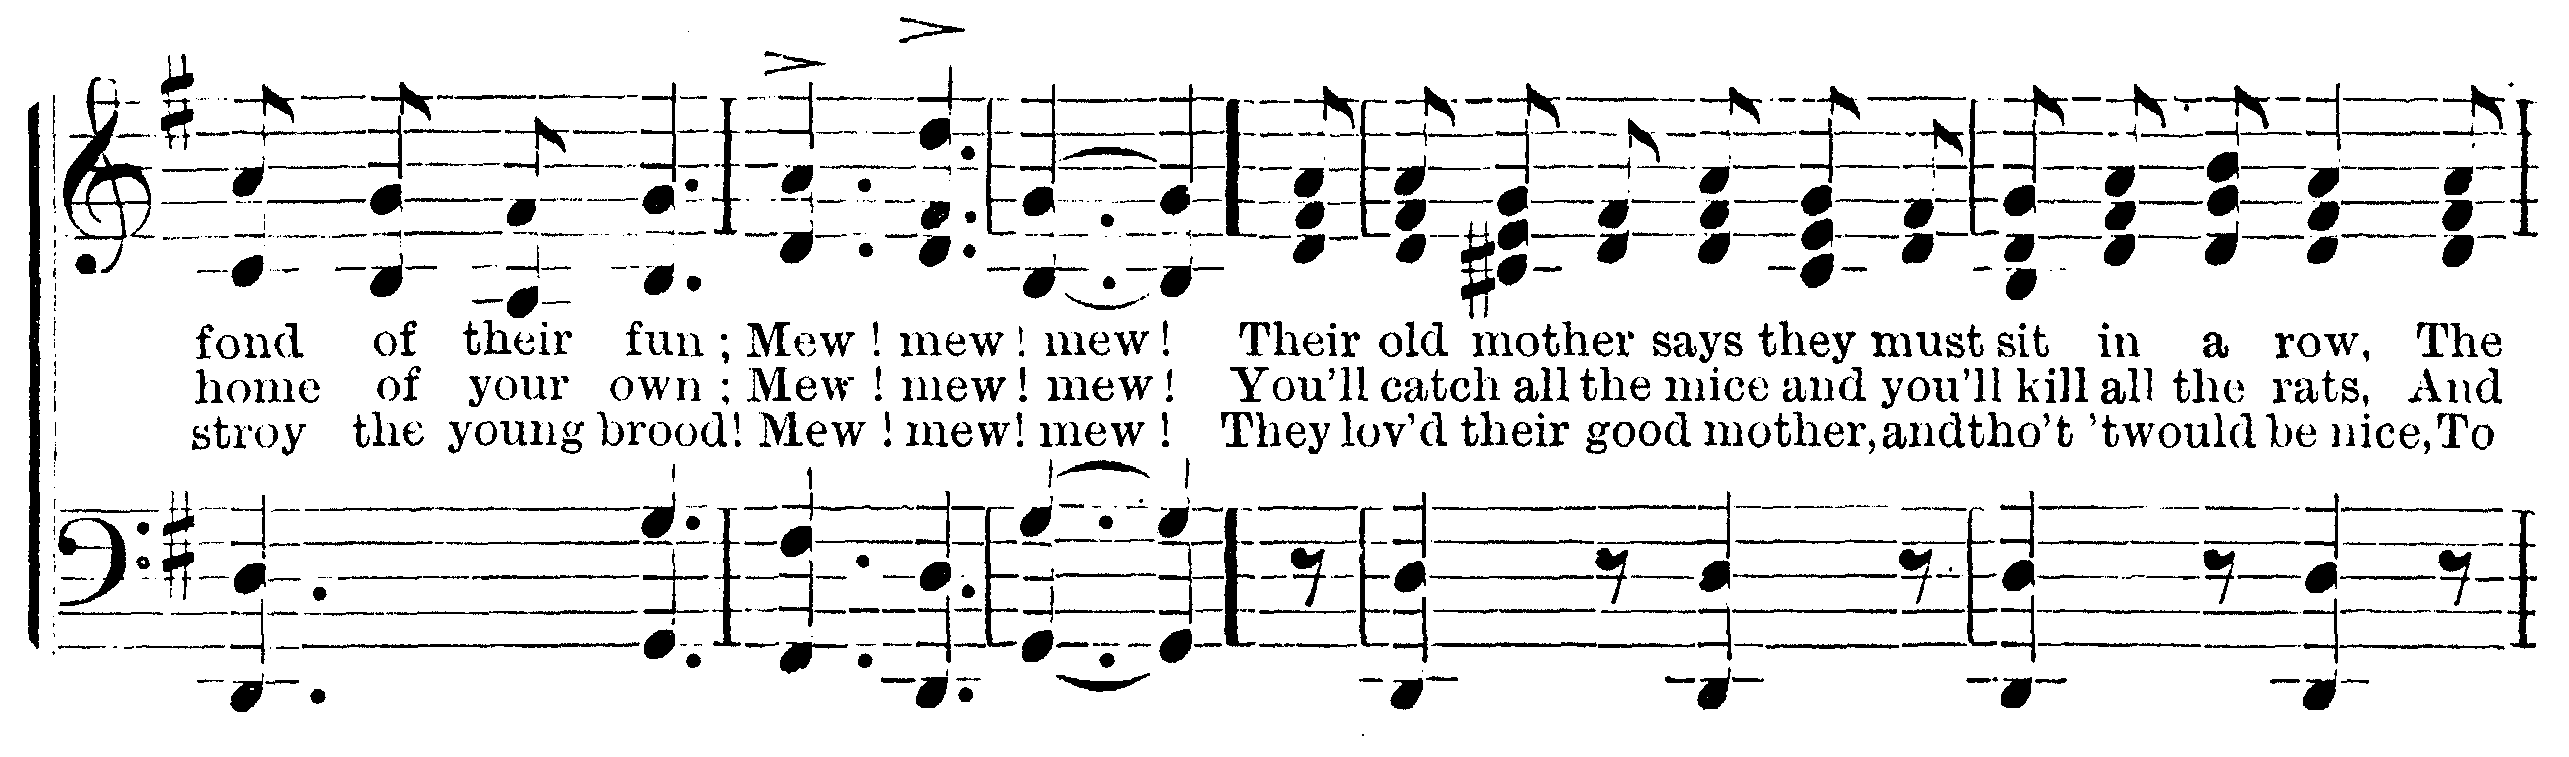 fond of their fun ; Mew ! mew ! mew ! Their old mother says they must sit in a row, The
home of your own ; Mew ! mew ! mew ! You'll catch all the mice and you'll kill all the rats, And
stroy the young brood! Mew ! mew! mew ! They lov'd their good mother, and tho't 'twould be nice, To